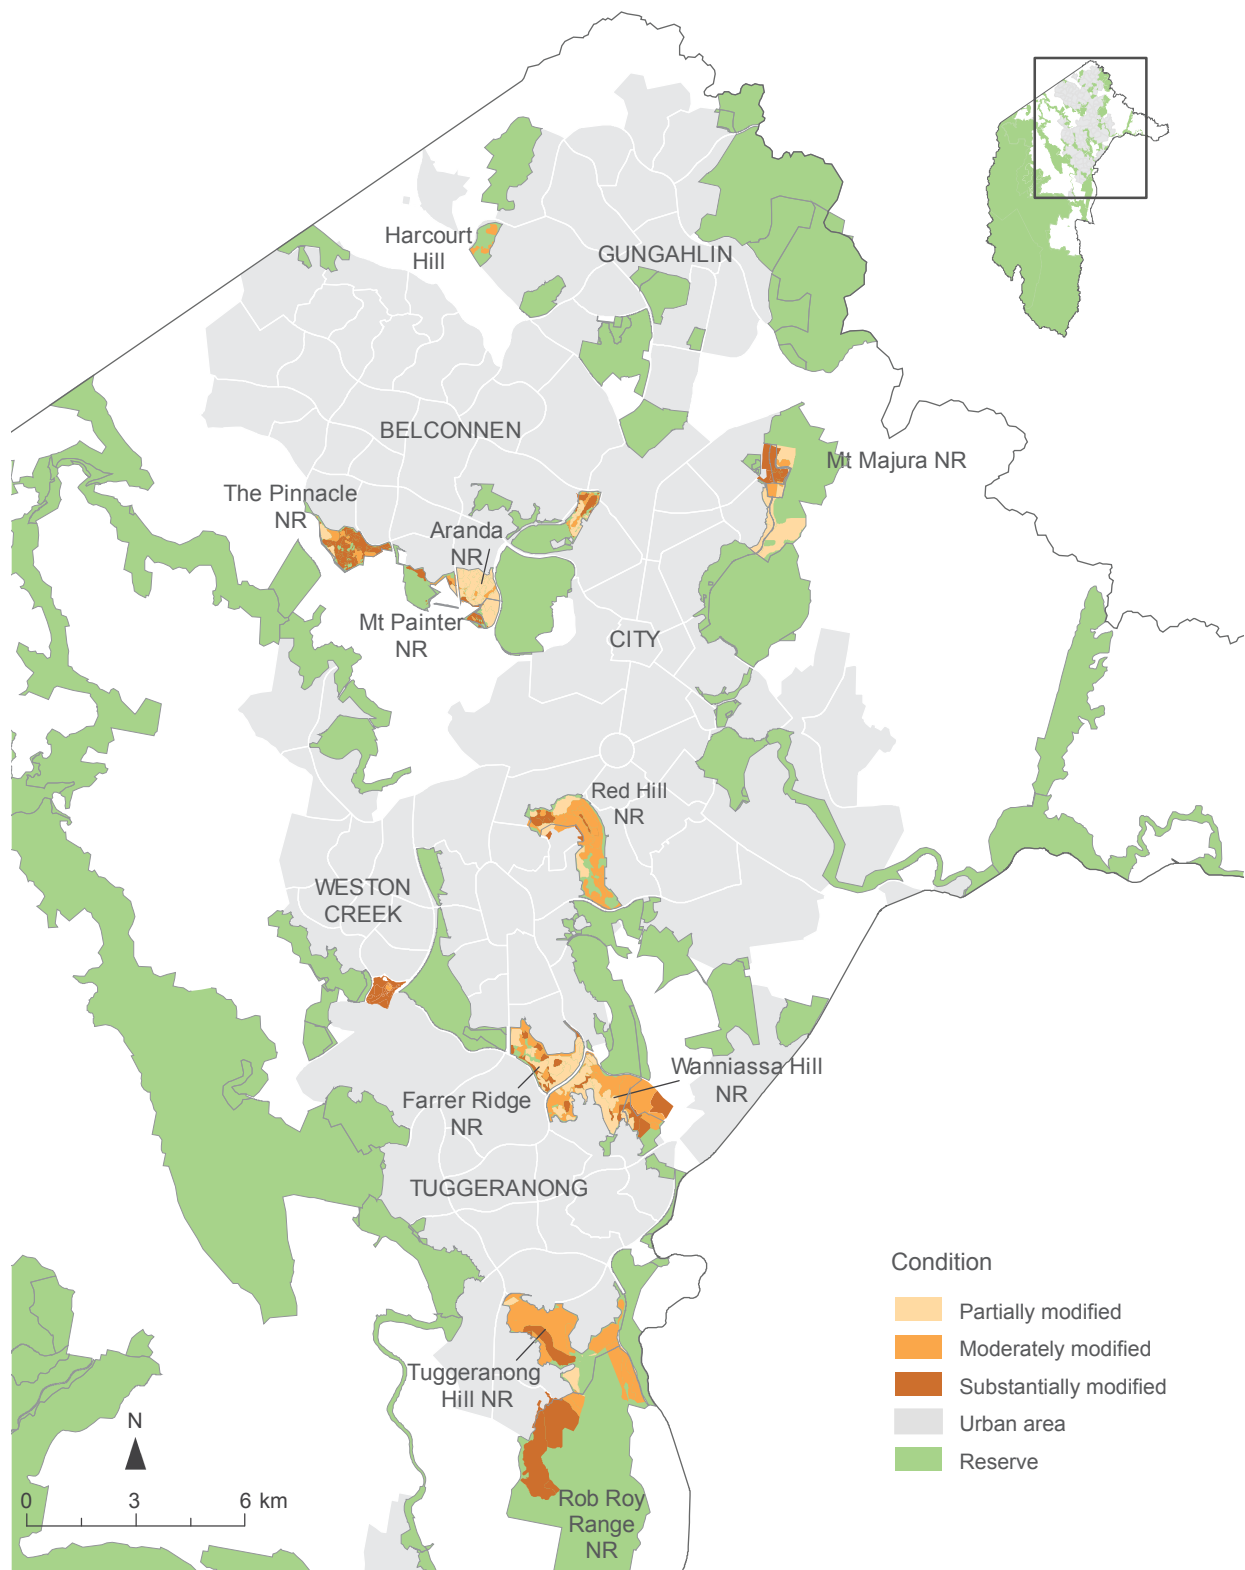 Harcourt
Hill
GUNGAHLIN
BELCONNEN
Mt Majura NR
The Pinnacle
NR
Aranda
NR
Mt Painter
NR
CITY
Red Hill
NR
WESTON
CREEK
Wanniassa Hill
NR
Farrer Ridge
NR
TUGGERANONG
Tuggeranong
Hill NR
Rob Roy
Range
NR
Condition
Partially modified
Moderately modified
Substantially modified
Urban area
Reserve
N
0 3 6 km